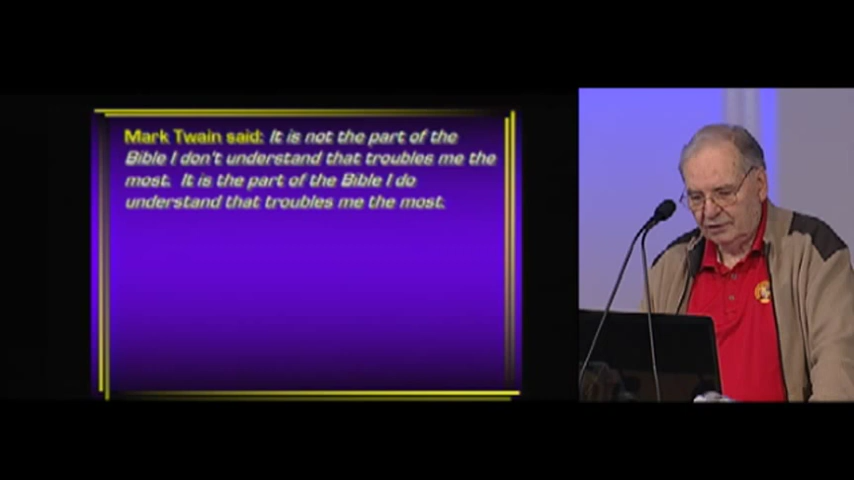 Mark Twain said: It is not the part of the
Bible I don't understand that troubles me the
most. It is the part of the Bible I do
understand that troubles me the most.